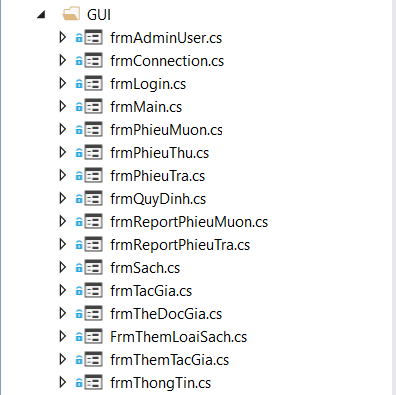 GUI
frmAdminUser.cs
frmConnection.cs
frmLogin.cs
frmMain.cs
frmPhieuMuon.cs
frmPhieuThu.cs
frmPhieuTra.cs
frmQuyDinh.cs
frmReportPhieuMuon.cs
frmReportPhieuTra.cs
frmSach.cs
frmTacGia.cs
frmTheDocGia.cs
FrmThemLoaiSach.cs
frmThemTacGia.cs
frmThongTin.cs